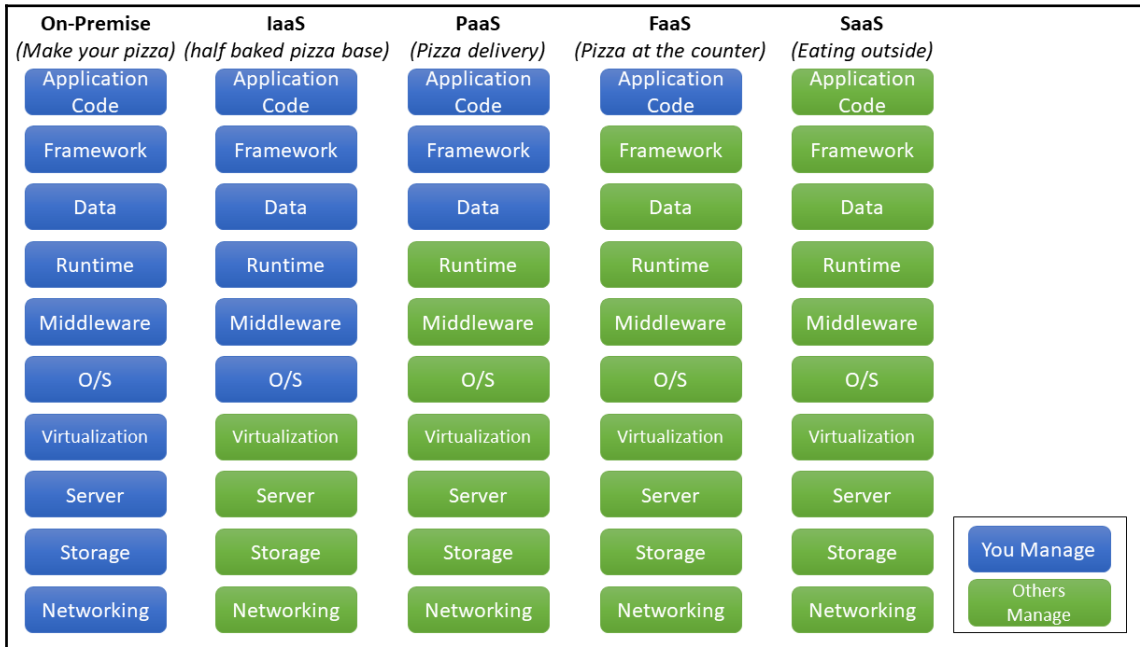 On-Premise IaaS PaaS FaaS SaaS
(Make your pizza) (half baked pizza base) (Pizza delivery) (Pizza at the counter) (Eating outside)
Application Application Application Application Application
Code Code Code Code Code
Framework Framework Framework Framework Framework
Data Data Data Data Data
Runtime Runtime Runtime Runtime Runtime
Middleware Middleware Middleware Middleware Middleware
O/S O/S O/S O/S O/S
Virtualization Virtualization Virtualization Virtualization Virtualization
Server Server Server Server Server
Storage Storage Storage Storage Storage
Networking Networking Networking Networking Networking
You Manage
Others
Manage